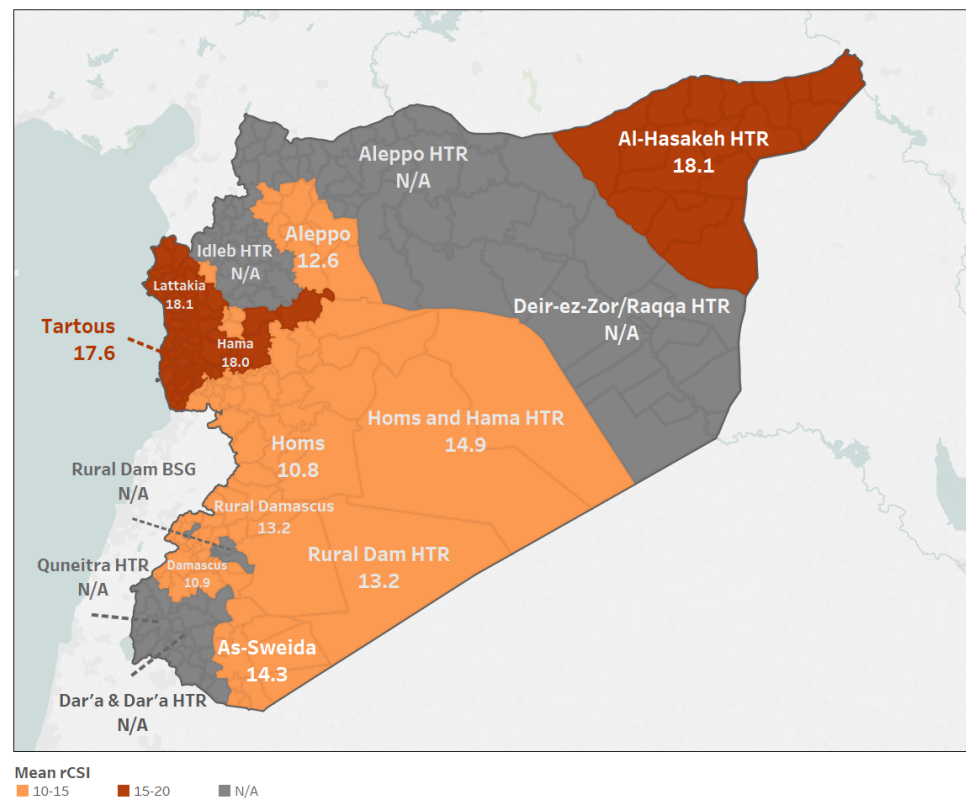 Al-Hasakeh HTR
18.1
Aleppo HTR
N/A
Aleppo
12.6
Idleb HTR
N/A
Lattakia
18.1
Deir-ez-Zor/Raqqa HTR
N/A
Tartous
17.6
Hama
18.0
Homs and Hama HTR
14.9
Homs
10.8
Rural Dam BSG
N/A
Rural Damascus
13.2
Rural Dam HTR
13.2
Quneitra HTR
N/A
Damascus
10.9
As-Sweida
14.3
Dar’a & Dar’a HTR
N/A
Mean rCSI
10-15
15-20
N/A